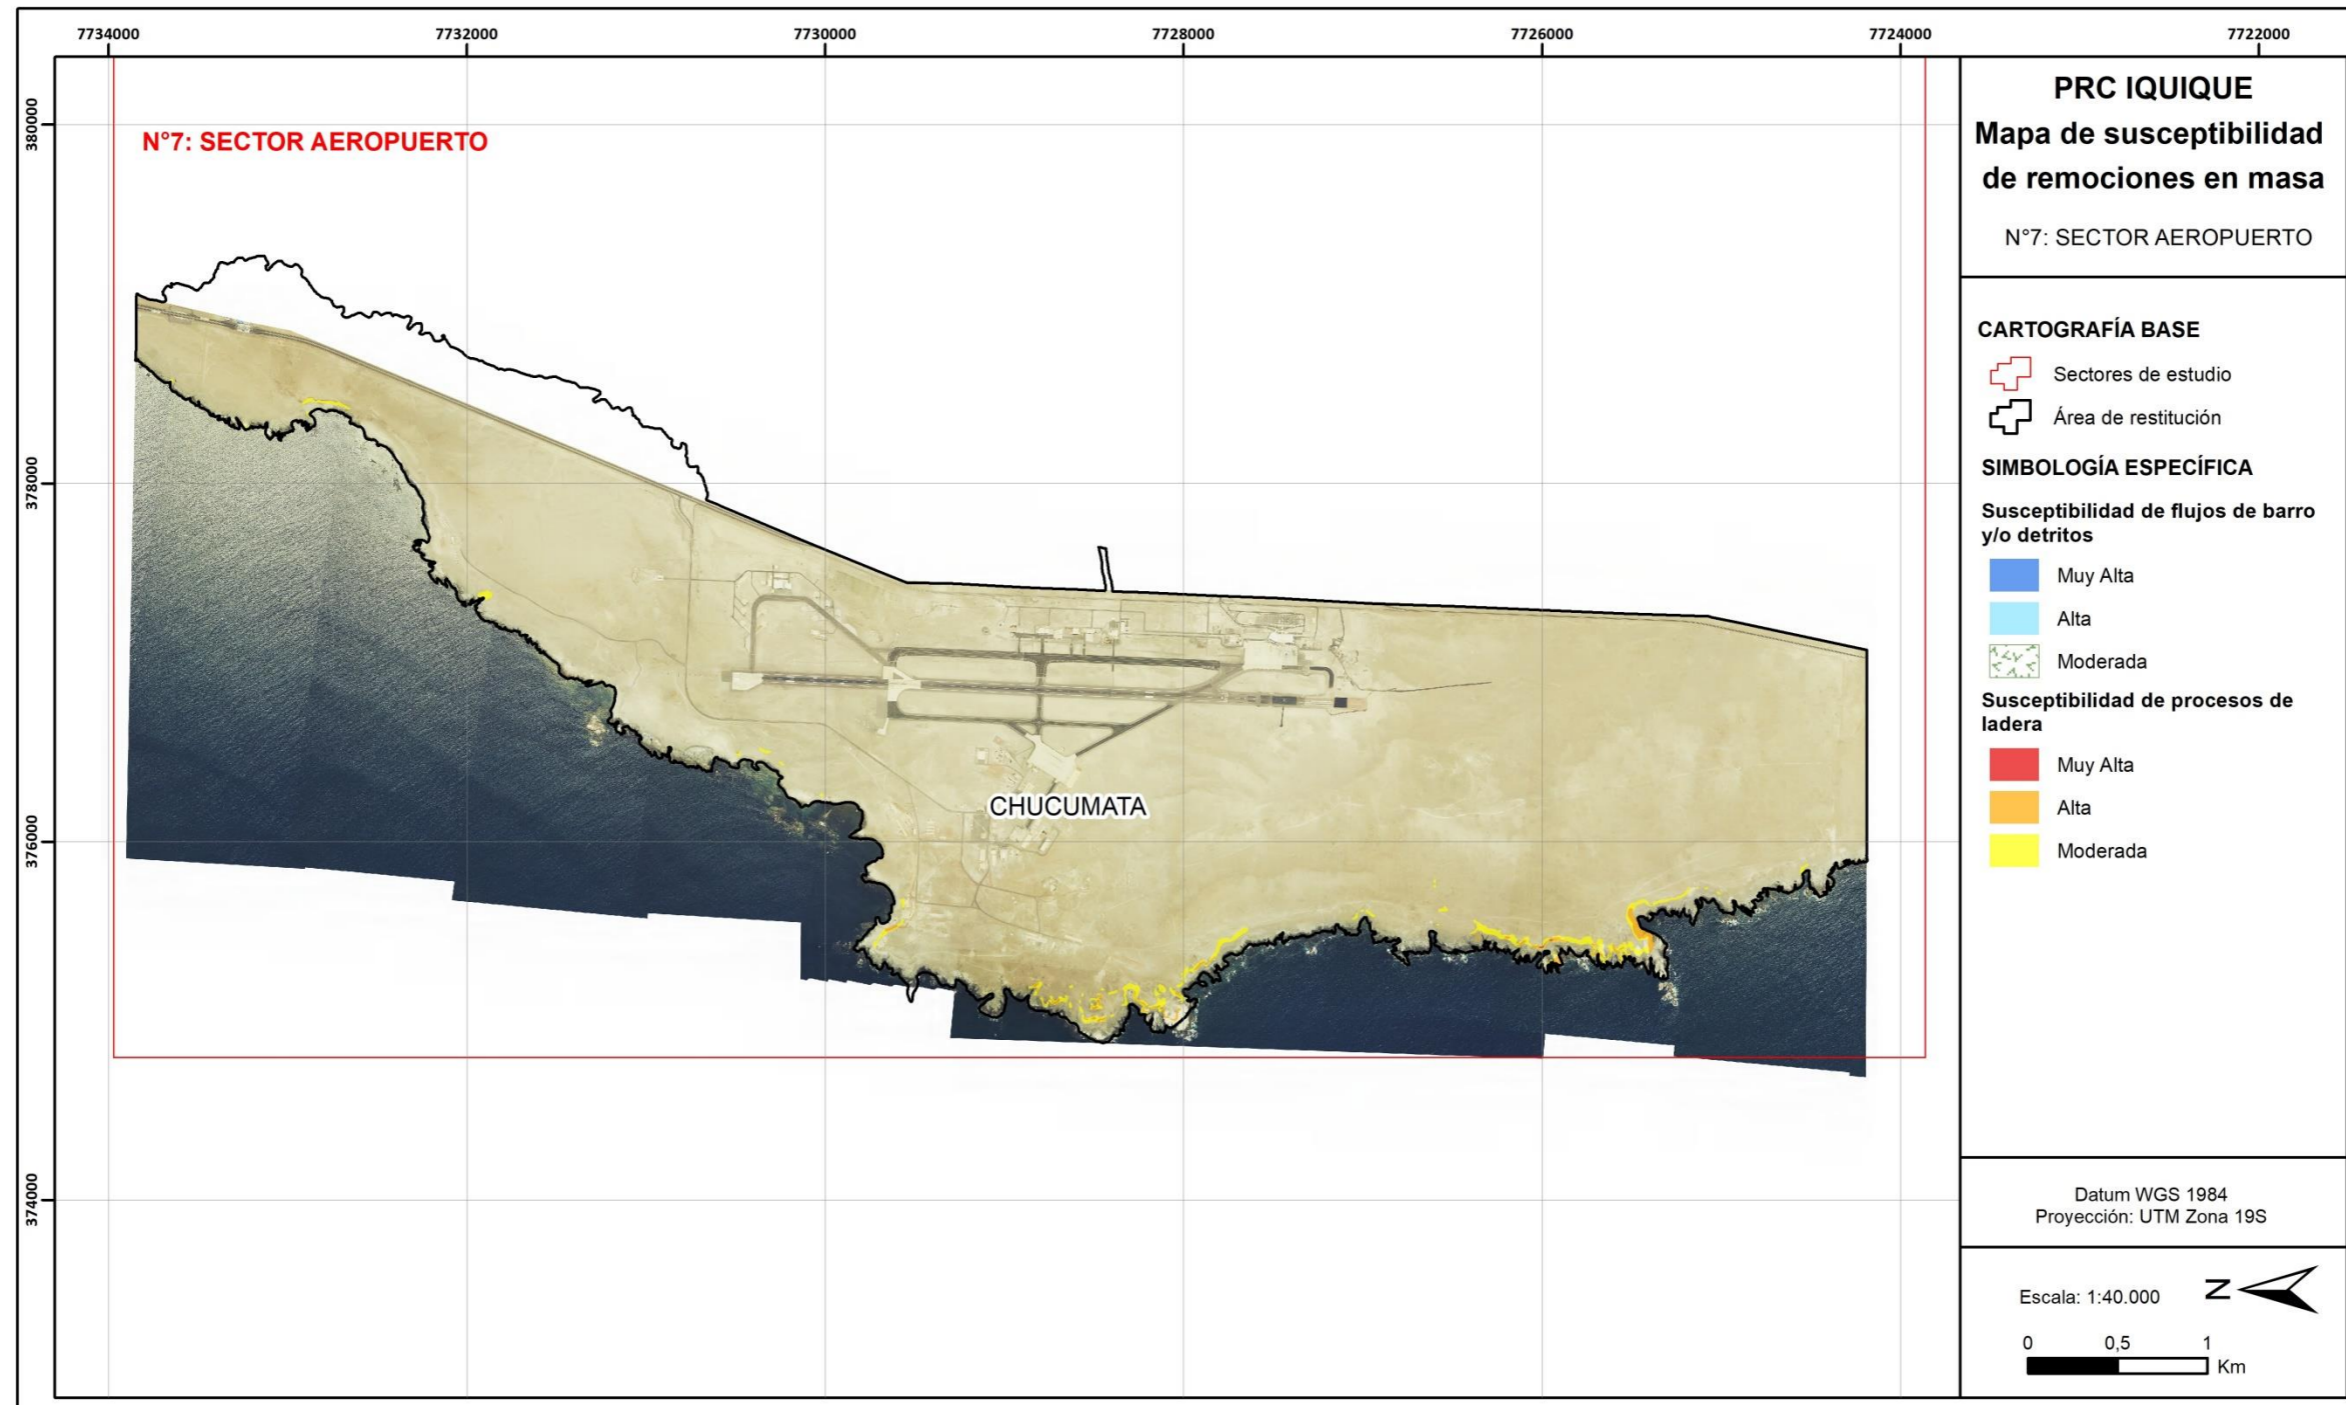 7734000
7732000
7730000
7728000
7726000
7724000
7722000
380000
378000
376000
374000
N°7: SECTOR AEROPUERTO
CHUCUMATA
PRC IQUIQUE
Mapa de susceptibilidad
de remociones en masa
N°7: SECTOR AEROPUERTO
CARTOGRAFÍA BASE
Sectores de estudio
Área de restitución
SIMBOLOGÍA ESPECÍFICA
Susceptibilidad de flujos de barro
y/o detritos
Muy Alta
Alta
Moderada
Susceptibilidad de procesos de
ladera
Muy Alta
Alta
Moderada
Datum WGS 1984
Proyección: UTM Zona 19S
Escala: 1:40.000
N
0 0,5 1
Km